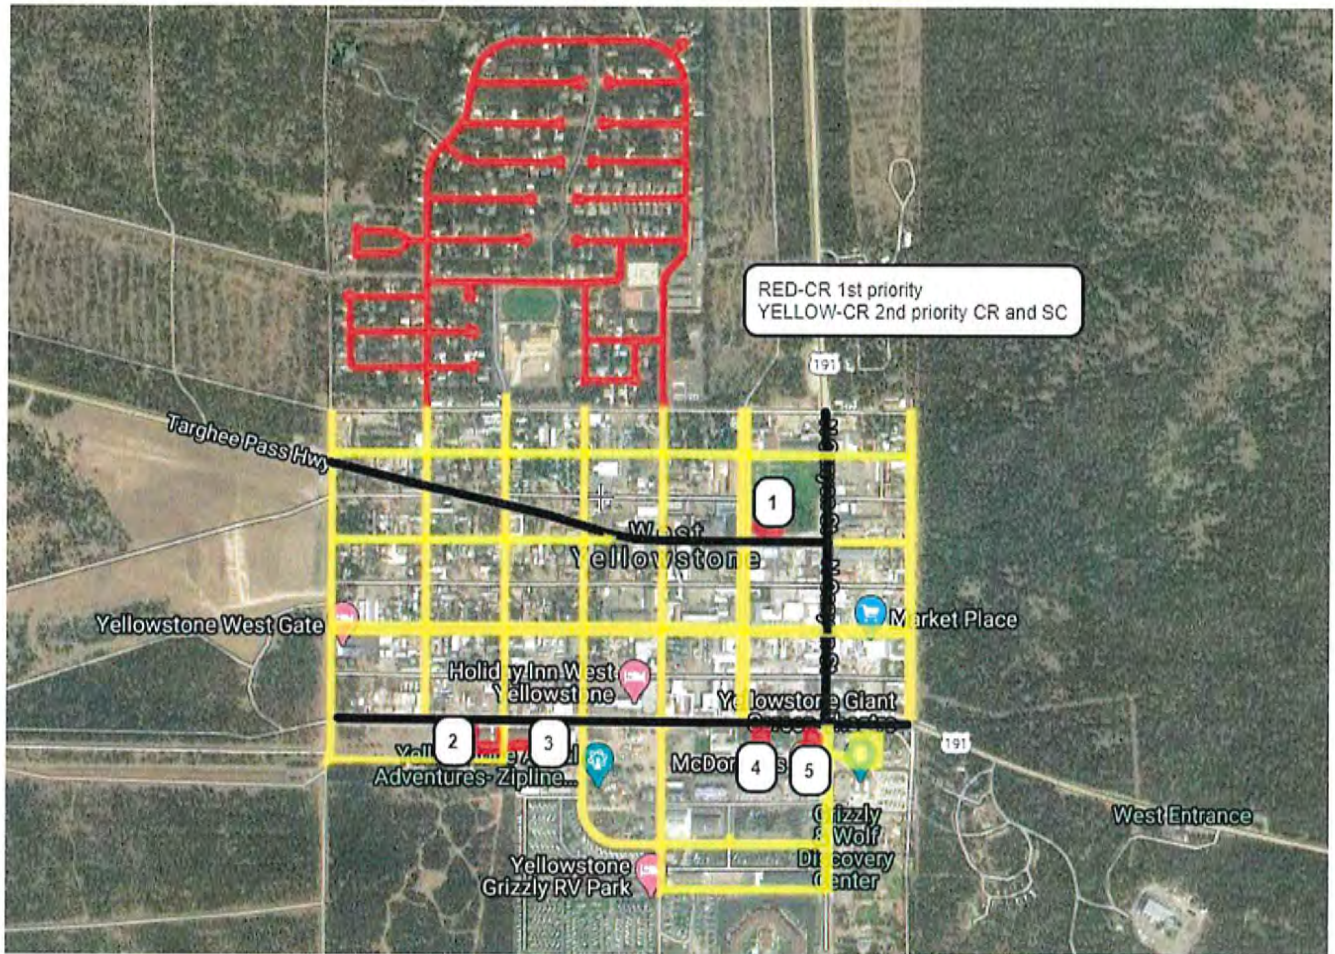 RED-CR 1st priority
YELLOW-CR 2nd priority CR and SC
191
Targhee Pass Hwy
1
West
Yellowstone
Yellowstone West Gate
Market Place
Holiday Inn West
Yellowstone
Yellowstone Giant
2
3
191
Adventures- Zipline...
4
5
West Entrance
Grizzly
& Wolf
Discovery
Center
Yellowstone
Grizzly RV Park